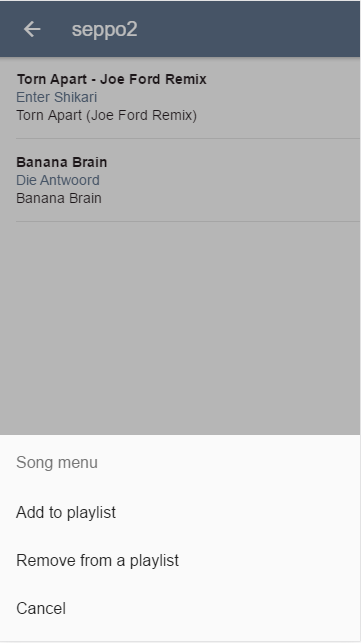 seppo2
Torn Apart - Joe Ford Remix
Enter Shikari
Torn Apart (Joe Ford Remix)
Banana Brain
Die Antwoord
Banana Brain
Song menu
Add to playlist
Remove from a playlist
Cancel